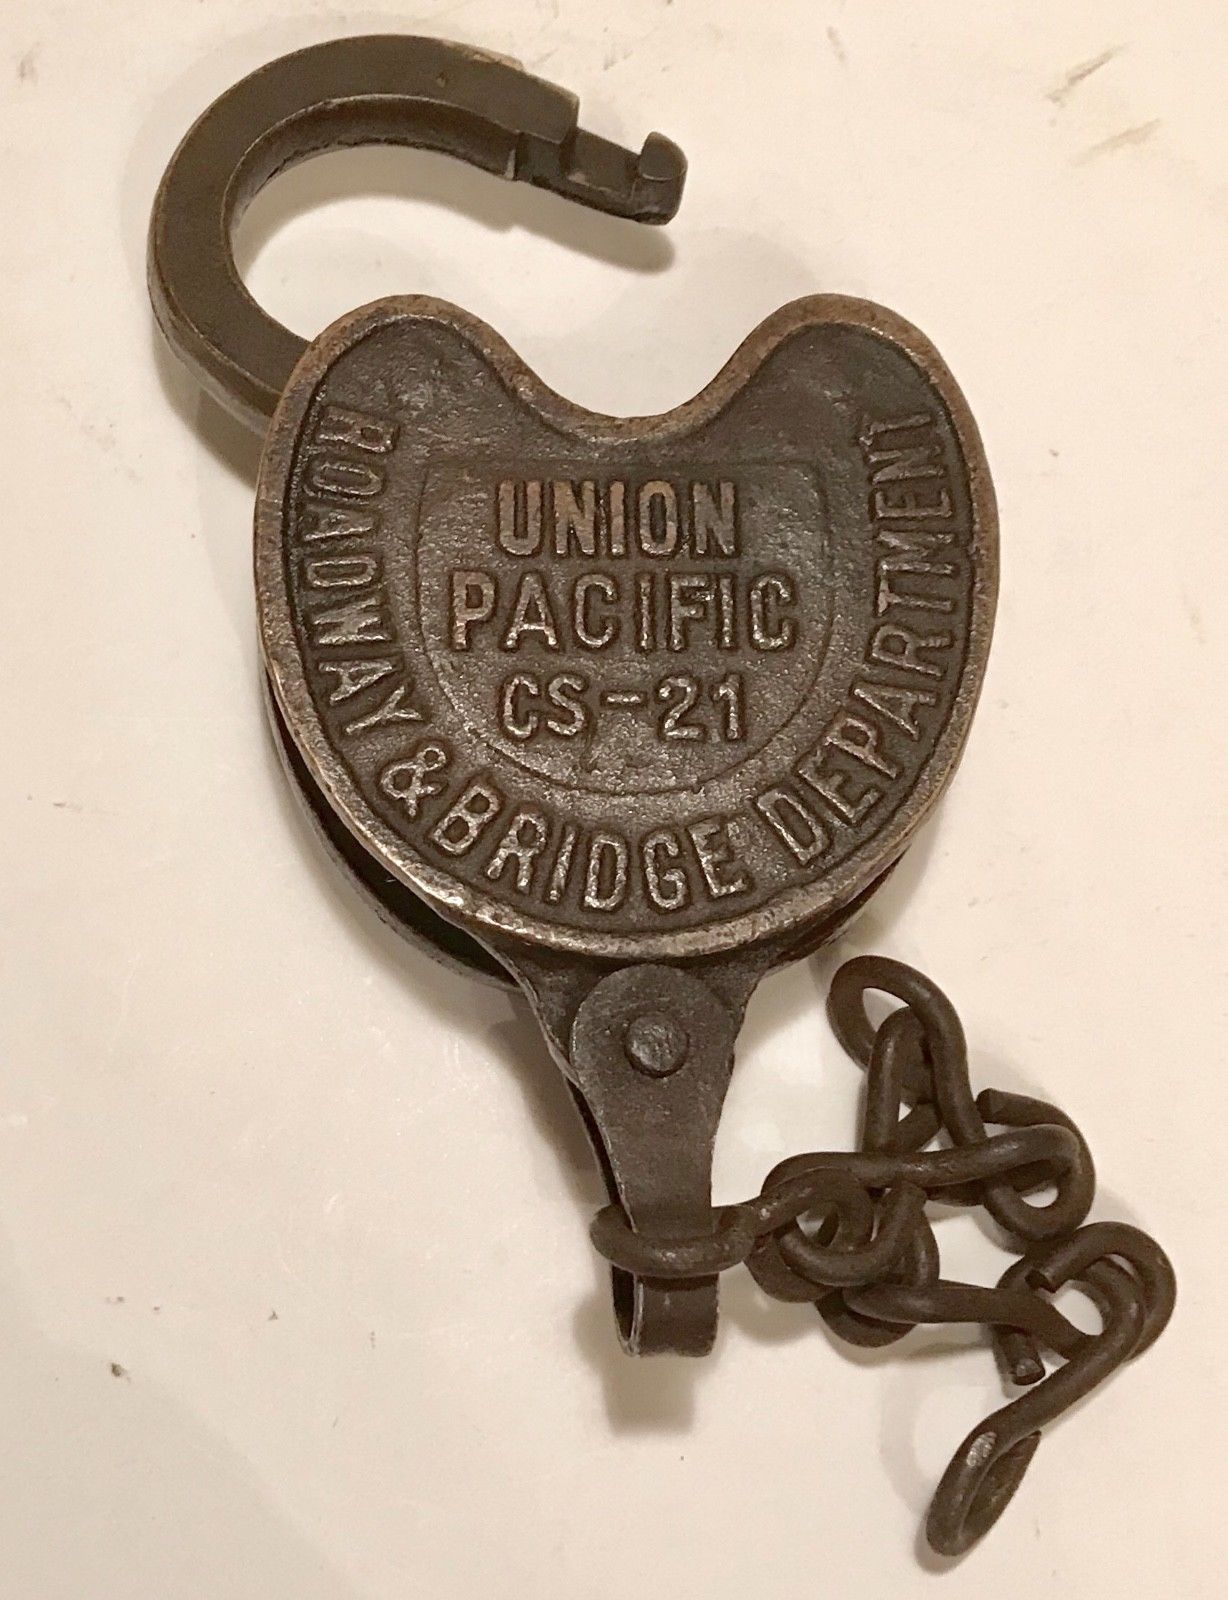 UNION
PACIFIC
CS-21
ROADWAY & BRIDGE DEPARTMENT